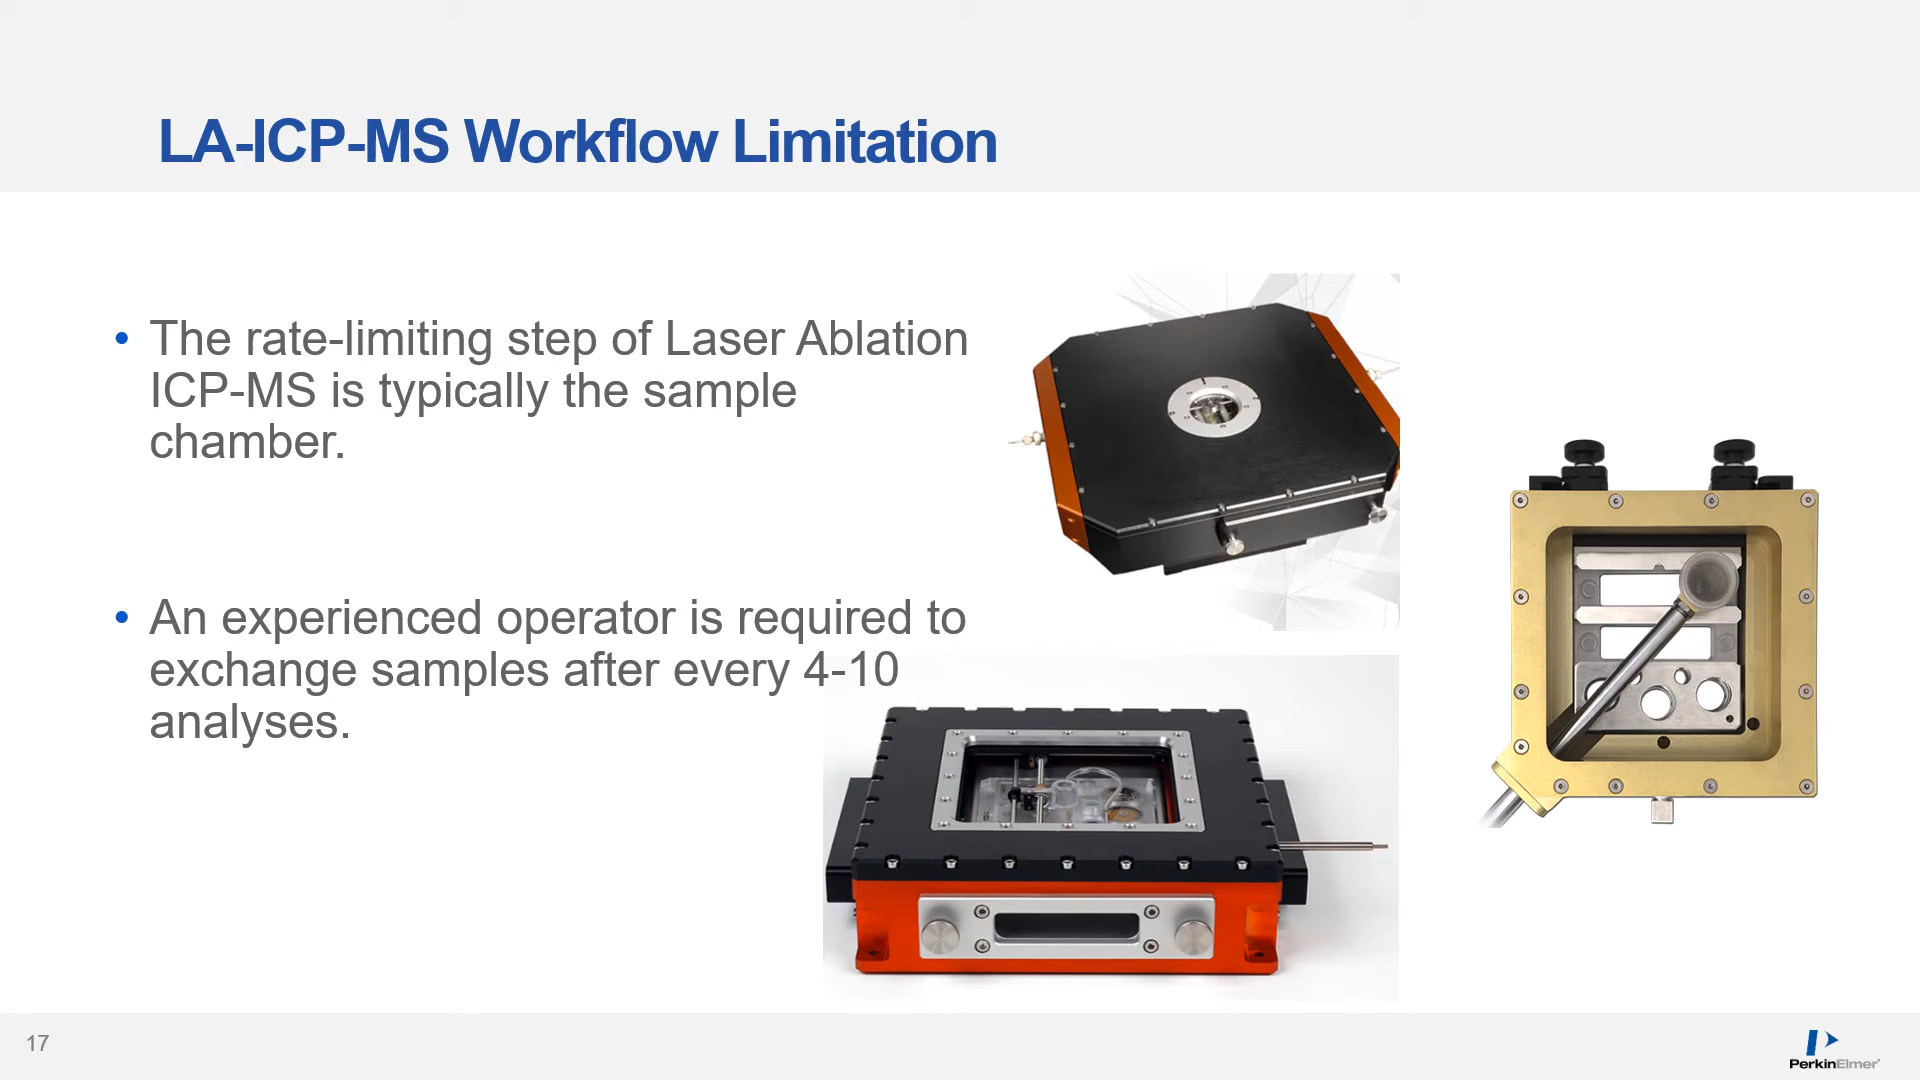 LA-ICP-MS Workflow Limitation
• The rate-limiting step of Laser Ablation
ICP-MS is typically the sample
chamber.
• An experienced operator is required to
exchange samples after every 4-10
analyses.
17
PerkinElmer